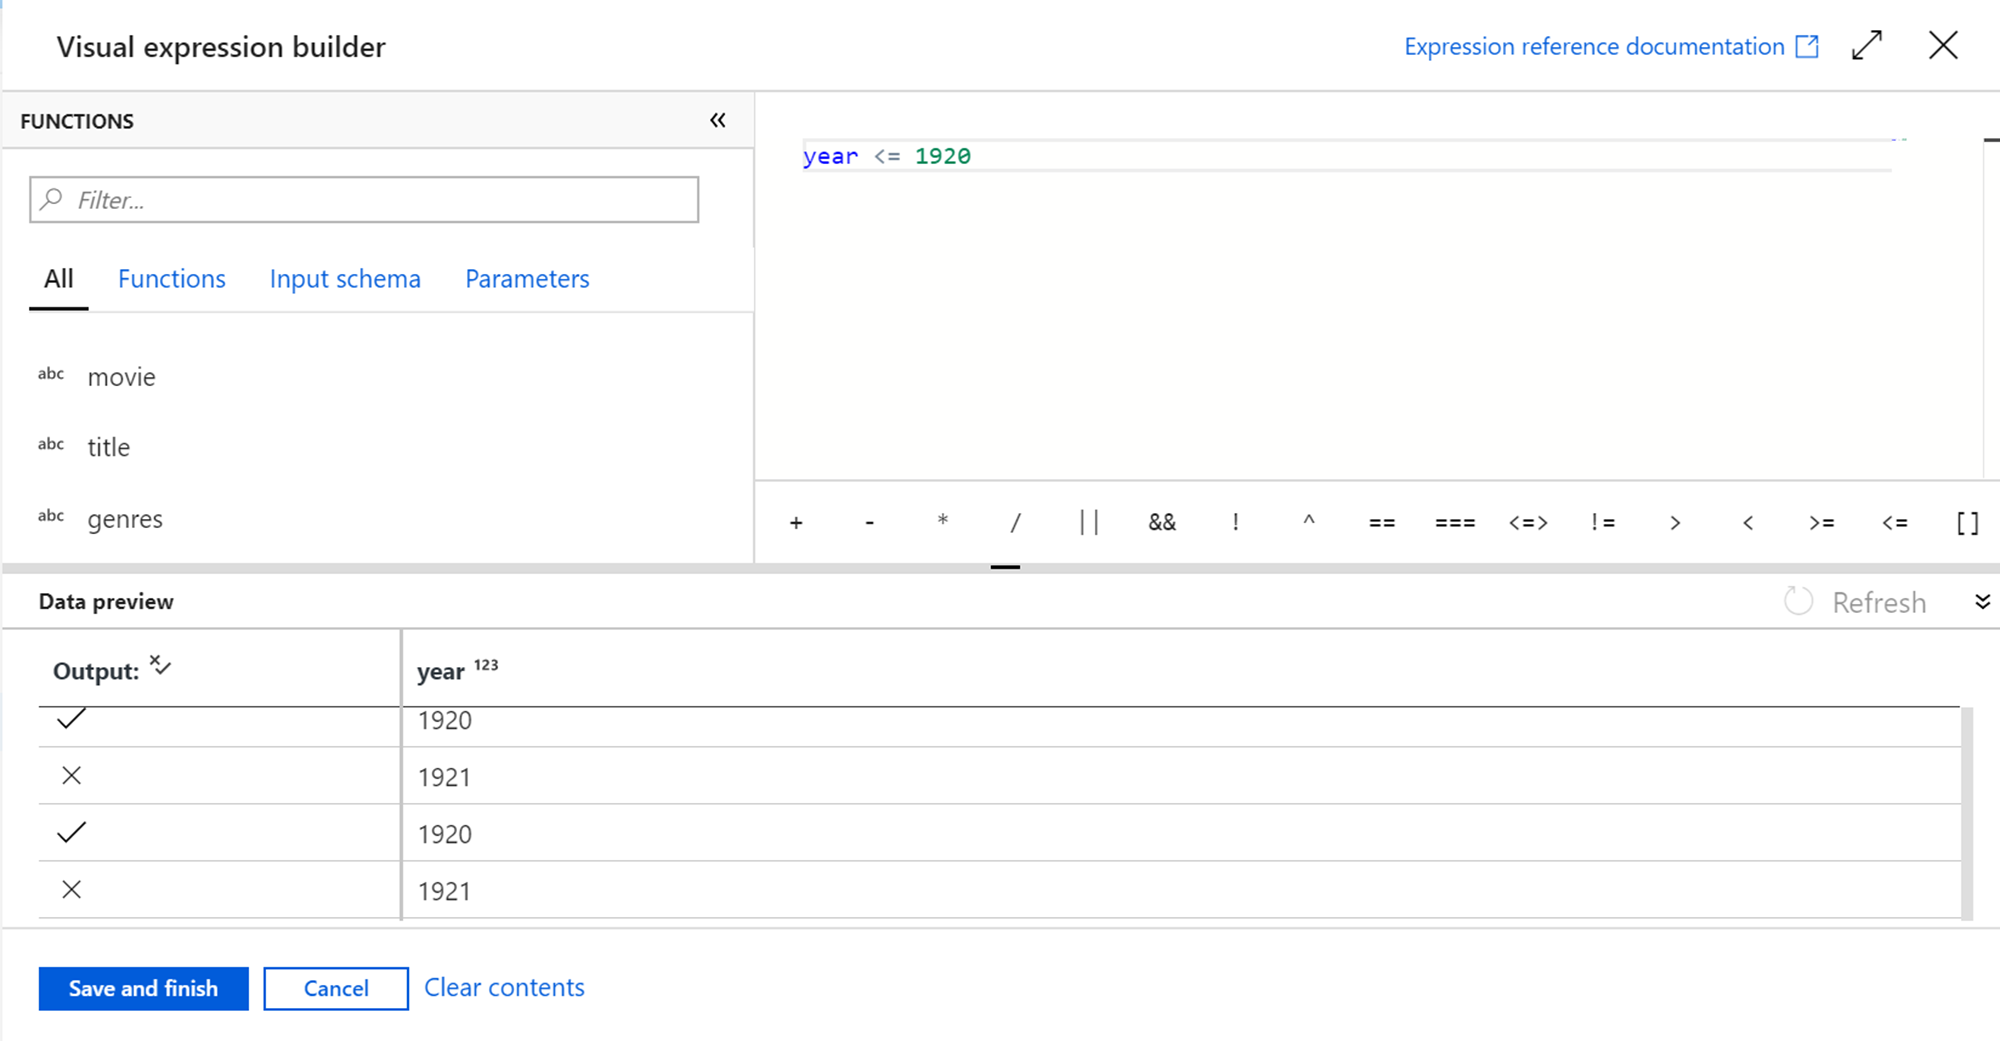 Visual expression builder
Expression reference documentation
FUNCTIONS
«
Filter...
All Functions Input schema Parameters
abc movie
abc title
abc genres
year <= 1920
+ - * / || && ! ^ == === <=> != > < >= <= []
Data preview
Refresh
Output: year 123
1920
1921
1920
1921
Save and finish Cancel Clear contents